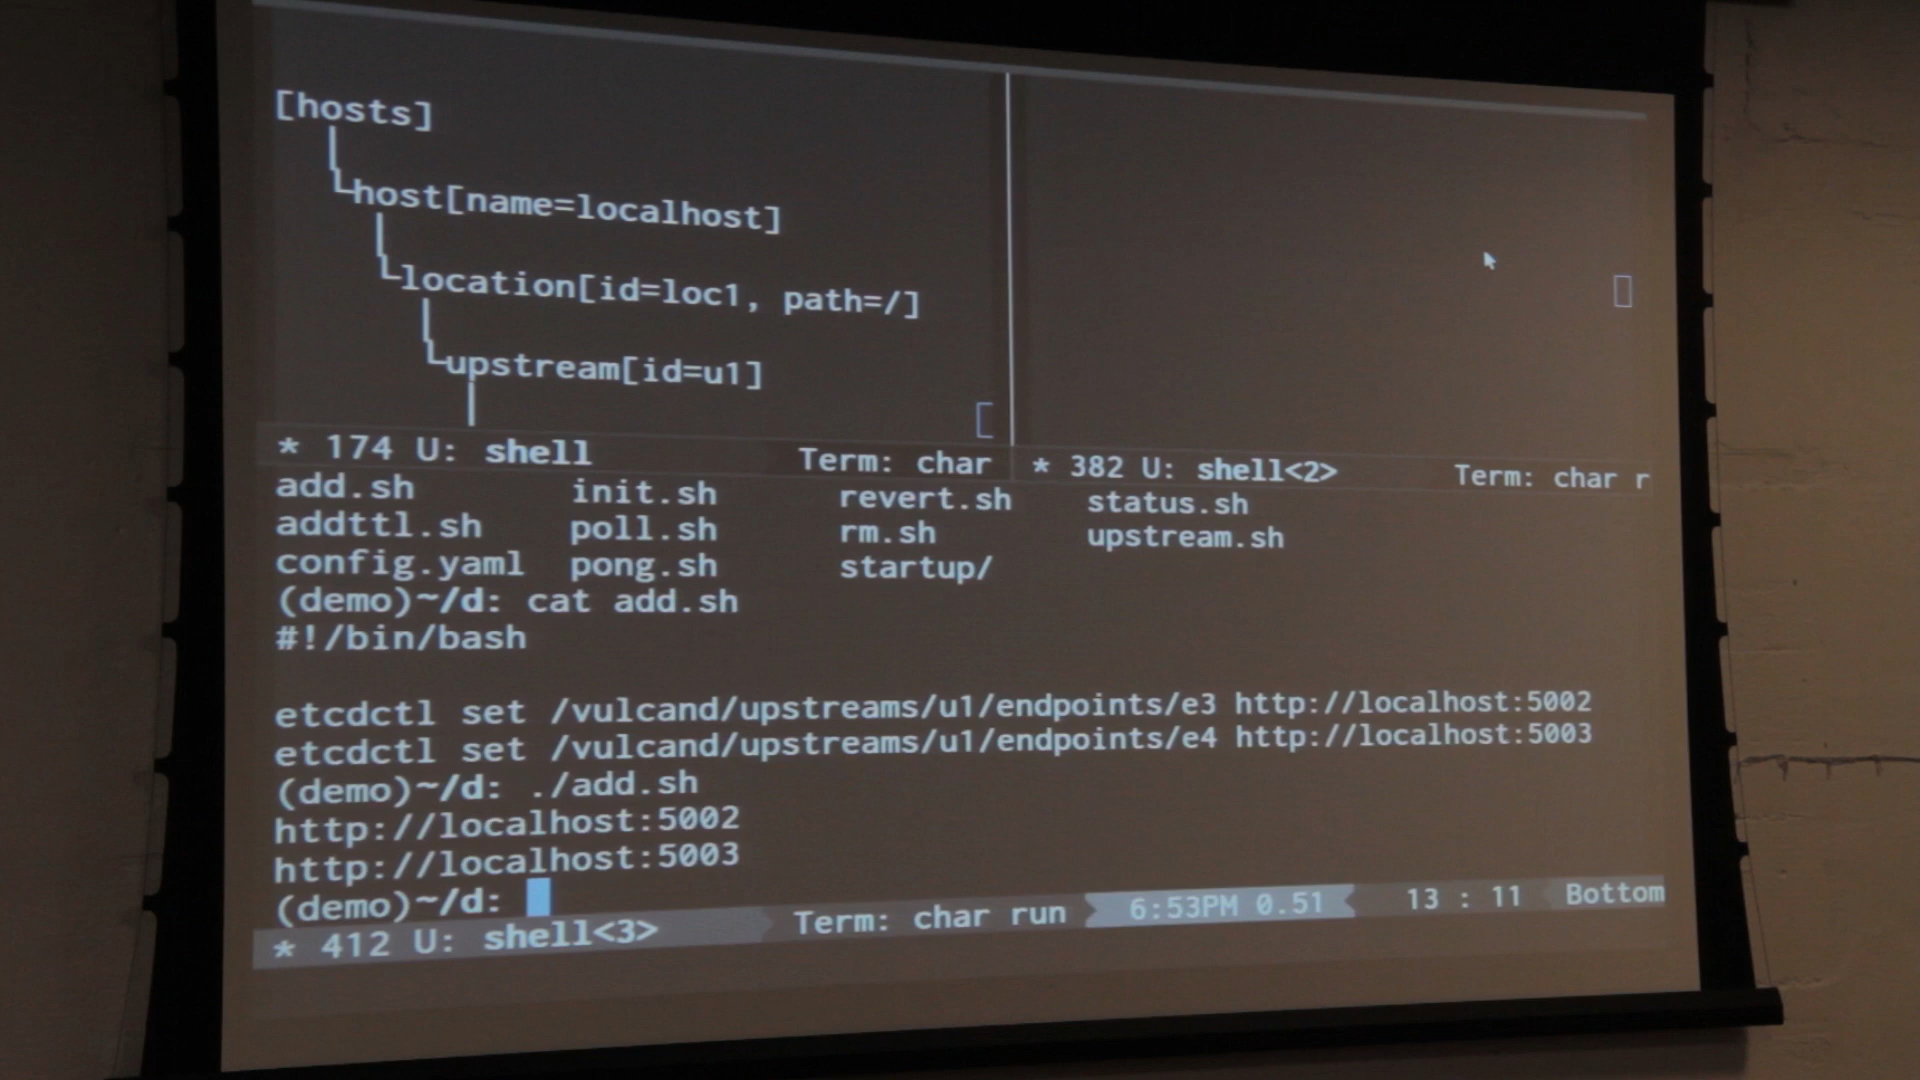 [hosts]
host[name=localhost]
location[id=loc1, path=/]
upstream[id=u1]
* 174 U: shell Term: char
* 382 U: shell<2> Term: char r
add.sh init.sh revert.sh status.sh
addttl.sh poll.sh rm.sh upstream.sh
config.yaml pong.sh startup/
(demo)~/d: cat add.sh
#!/bin/bash
etcdctl set /vulcand/upstreams/u1/endpoints/e3 http://localhost:5002
etcdctl set /vulcand/upstreams/u1/endpoints/e4 http://localhost:5003
(demo)~/d: ./add.sh
http://localhost:5002
http://localhost:5003
(demo)~/d:
* 412 U: shell<3> Term: char run 6:53PM 0.51 13 : 11 Bottom